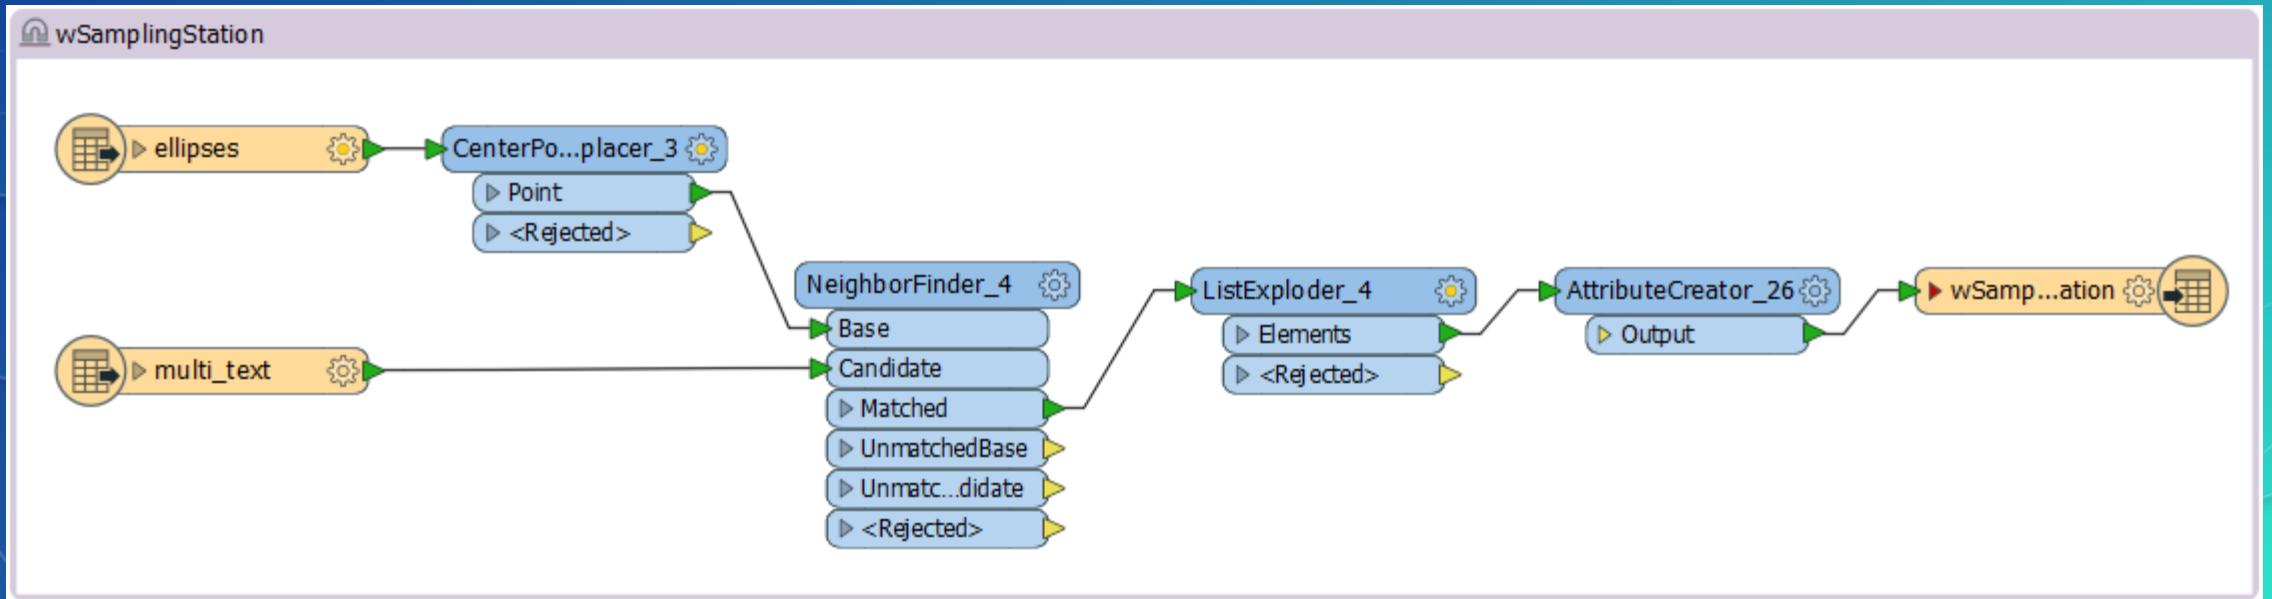 wSamplingStation
ellipses
CenterPo...placer_3
Point
<Rejected>
multi_text
NeighborFinder_4
Base
Candidate
Matched
UnmatchedBase
Unmatc...didate
<Rejected>
ListExploder_4
Elements
<Rejected>
AttributeCreator_26
Output
wSamp...ation